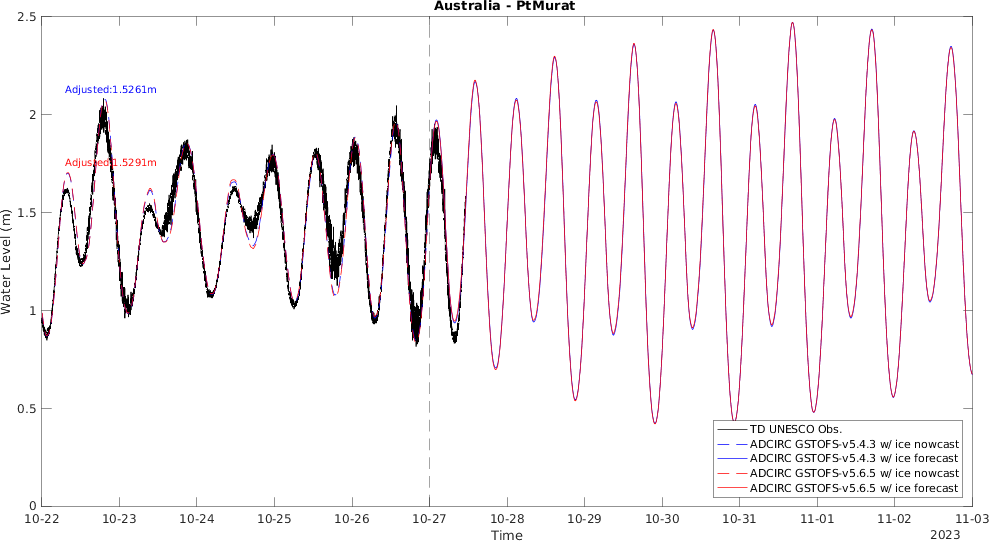 Australia - PtMurat
2.5
2
1.5
1
0.5
0
Water Level (m)
Adjusted:1.5261m
Adjusted:1.5291m
TD UNESCO Obs.
ADCIRC GSTOFS-v5.4.3 w/ ice nowcast
ADCIRC GSTOFS-v5.4.3 w/ ice forecast
ADCIRC GSTOFS-v5.6.5 w/ ice nowcast
ADCIRC GSTOFS-v5.6.5 w/ ice forecast
10-22 10-23 10-24 10-25 10-26 10-27 10-28 10-29 10-30 10-31 11-01 11-02 11-03
Time
2023